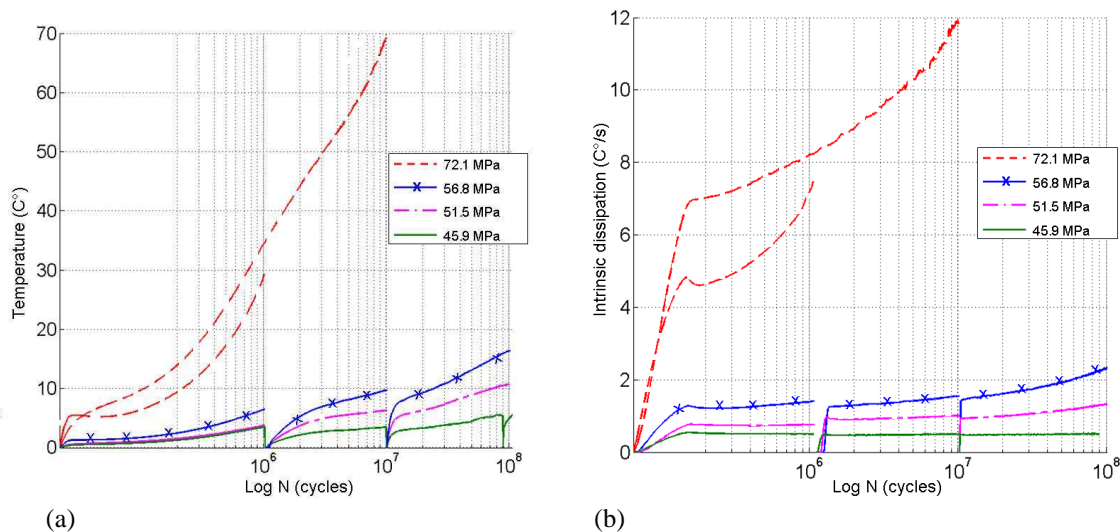 70
60
50
40
30
20
10
0
Temperature (C°)
72.1 MPa
56.8 MPa
51.5 MPa
45.9 MPa
10^6
10^7
10^8
Log N (cycles)
(a)
12
10
8
6
4
2
0
Intrinsic dissipation (C°/s)
72.1 MPa
56.8 MPa
51.5 MPa
45.9 MPa
10^6
10^7
10^8
Log N (cycles)
(b)